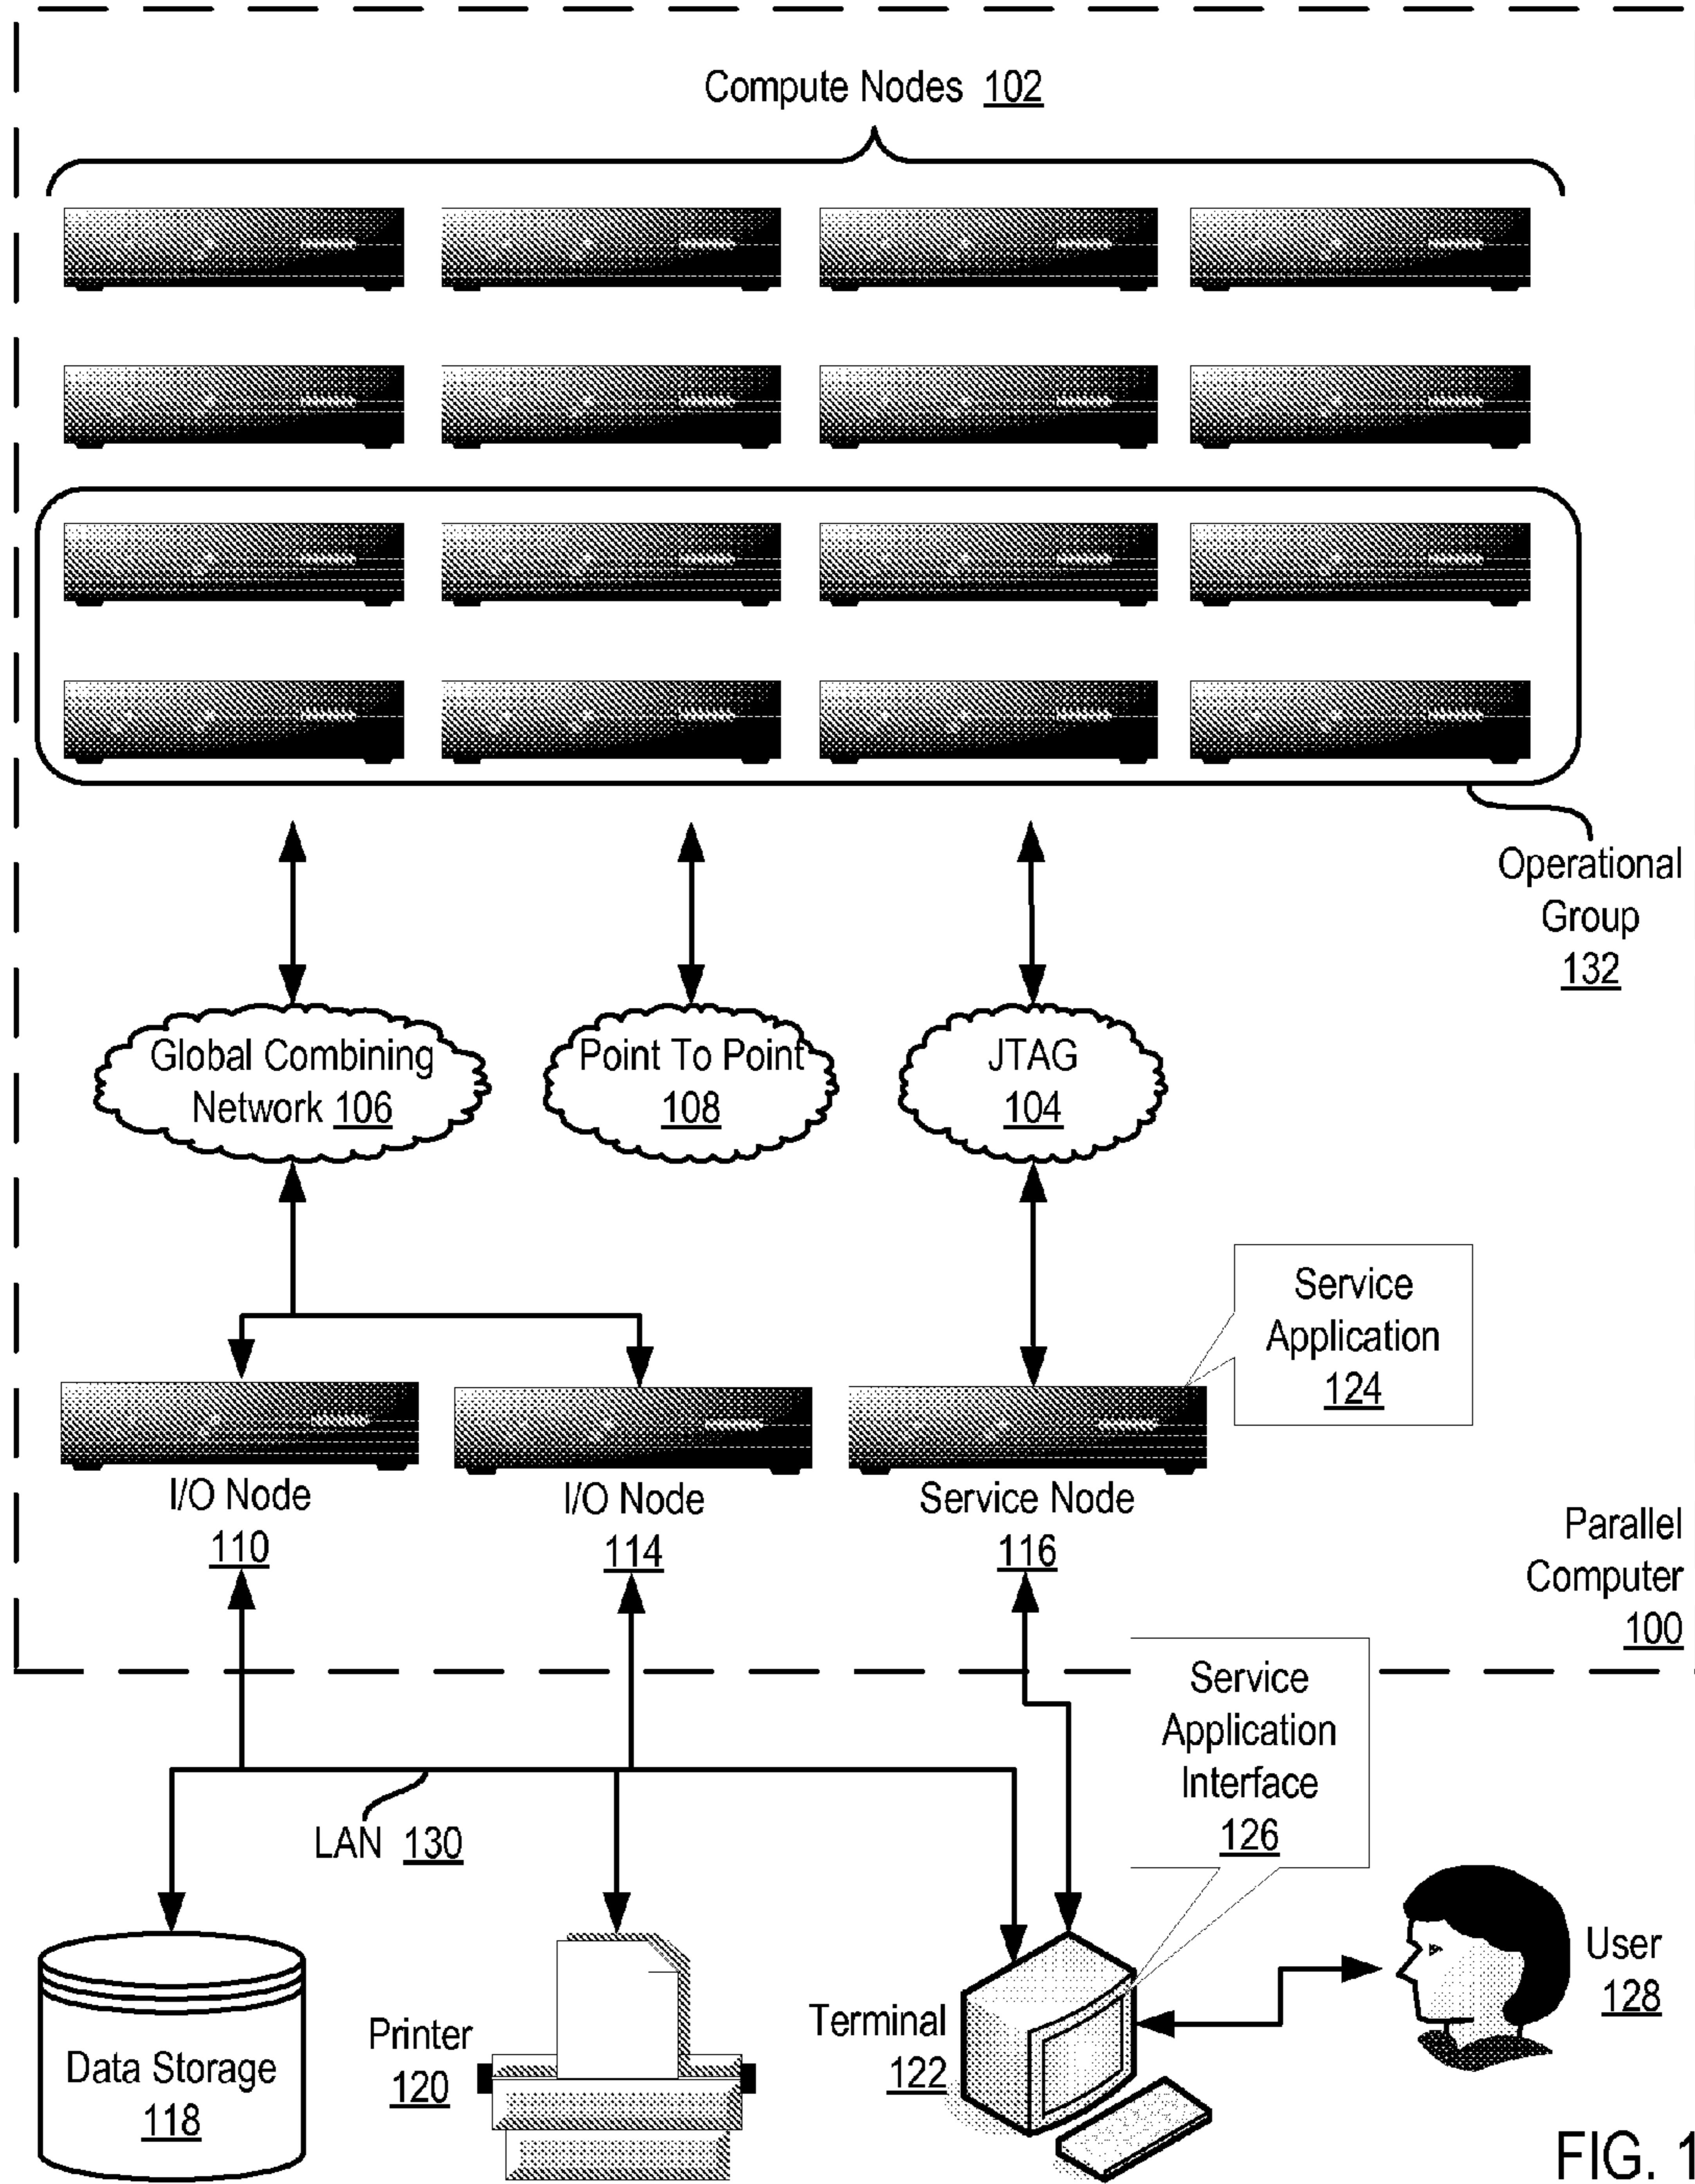 Compute Nodes 102
Operational
Group
132
Global Combining
Network 106
Point To Point
108
JTAG
104
Service
Application
124
I/O Node
110
I/O Node
114
Service Node
116
Parallel
Computer
100
Service
Application
Interface
126
LAN 130
Data Storage
118
Printer
120
Terminal
122
User
128
FIG. 1